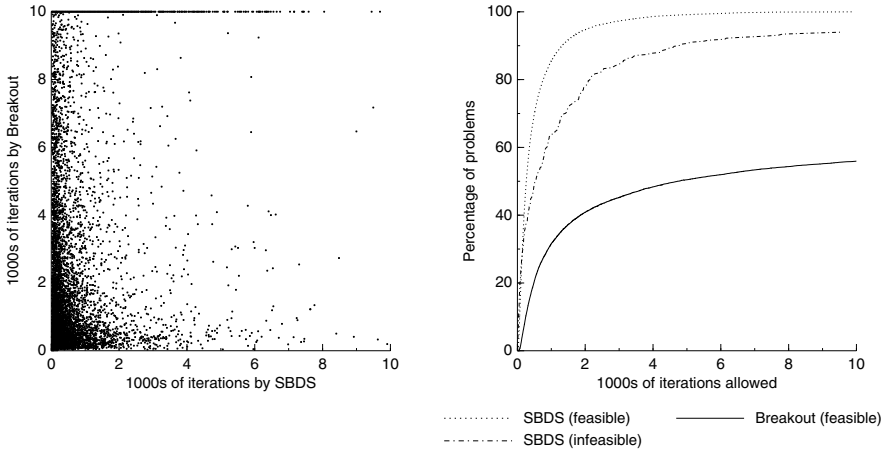 1000s of iterations by Breakout
10
8
6
4
2
0
0 2 4 6 8 10
1000s of iterations by SBDS
Percentage of problems
100
80
60
40
20
0
0 2 4 6 8 10
1000s of iterations allowed
SBDS (feasible)
SBDS (infeasible)
Breakout (feasible)